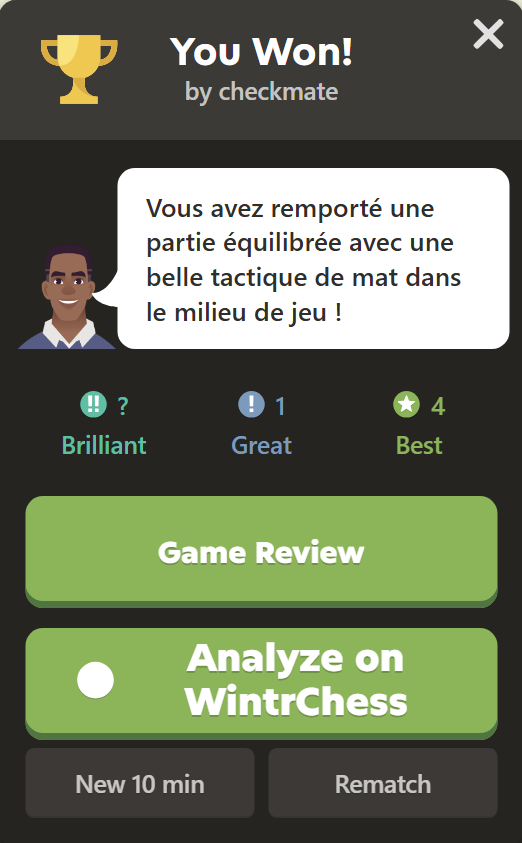 You Won!
by checkmate
Vous avez remporté une
partie équilibrée avec une
belle tactique de mat dans
le milieu de jeu !
!! ? ! 1 4
Brilliant Great Best
Game Review
Analyze on
WintrChess
New 10 min Rematch